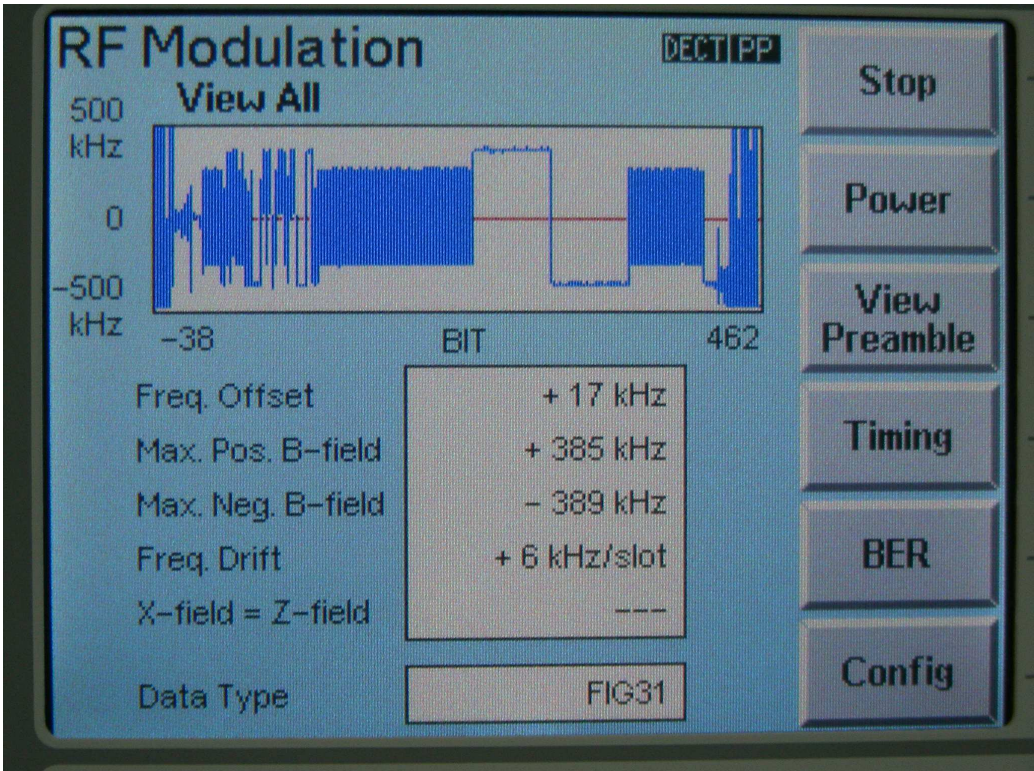 RF Modulation
DECT PP
View All
500
kHz
0
-500
kHz
-38
BIT
462
Freq. Offset
+ 17 kHz
Max. Pos. B-field
+ 385 kHz
Max. Neg. B-field
- 389 kHz
Freq. Drift
+ 6 kHz/slot
X-field = Z-field
---
Data Type
FIG31
Stop
Power
View
Preamble
Timing
BER
Config